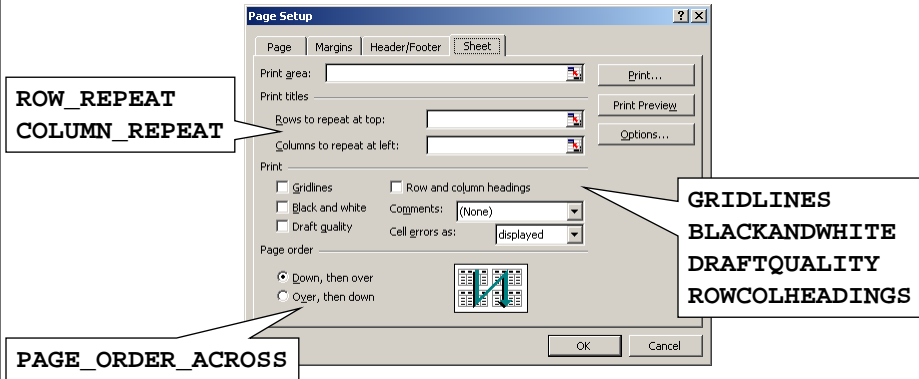 Page Setup
Page Margins Header/Footer Sheet
Print area:
Print...
Print titles
Print Preview
Rows to repeat at top:
Options...
Columns to repeat at left:
Print
Gridlines Row and column headings
Black and white Comments: (None)
Draft quality Cell errors as: displayed
Page order
Down, then over
Over, then down
OK Cancel
ROW_REPEAT
COLUMN_REPEAT
GRIDLINES
BLACKANDWHITE
DRAFTQUALITY
ROWCOLHEADINGS
PAGE_ORDER_ACROSS